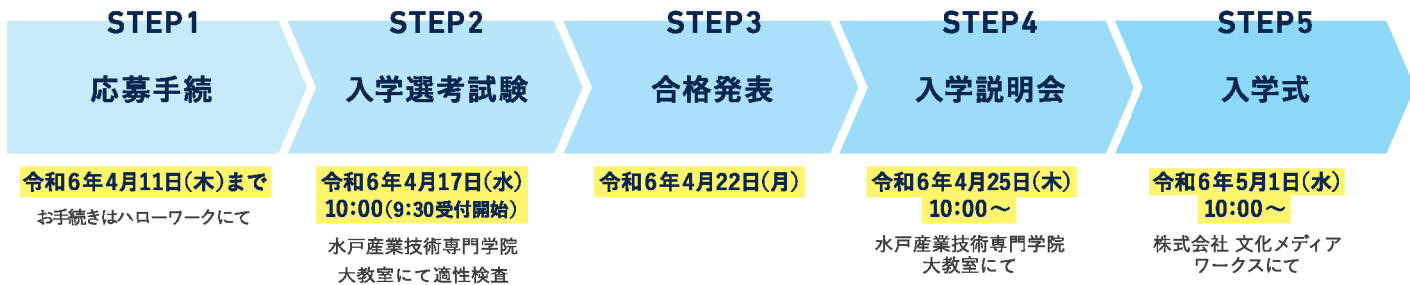 STEP1
応募手続
令和6年4月11日(木)まで
お手続きはハローワークにて
STEP2
入学選考試験
令和6年4月17日(水)
10:00(9:30受付開始)
水戸産業技術専門学院
大教室にて適性検査
STEP3
合格発表
令和6年4月22日(月)
STEP4
入学説明会
令和6年4月25日(木)
10:00〜
水戸産業技術専門学院
大教室にて
STEP5
入学式
令和6年5月1日(水)
10:00〜
株式会社 文化メディア
ワークスにて